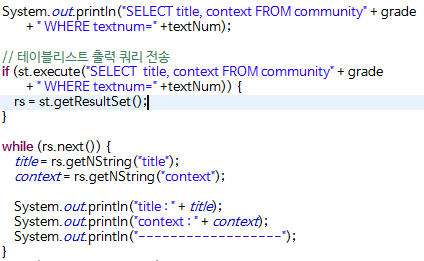 System.out.println("SELECT title, context FROM community" + grade
+ " WHERE textnum=" +textNum);
// 테이블리스트 출력 쿼리 전송
if (st.execute("SELECT  title, context FROM community" + grade
+ " WHERE textnum=" +textNum)) {
rs = st.getResultSet();
}
while (rs.next()) {
title = rs.getNString("title");
context = rs.getNString("context");
System.out.println("title : " + title);
System.out.println("context : " + context);
System.out.println("------------------");
}